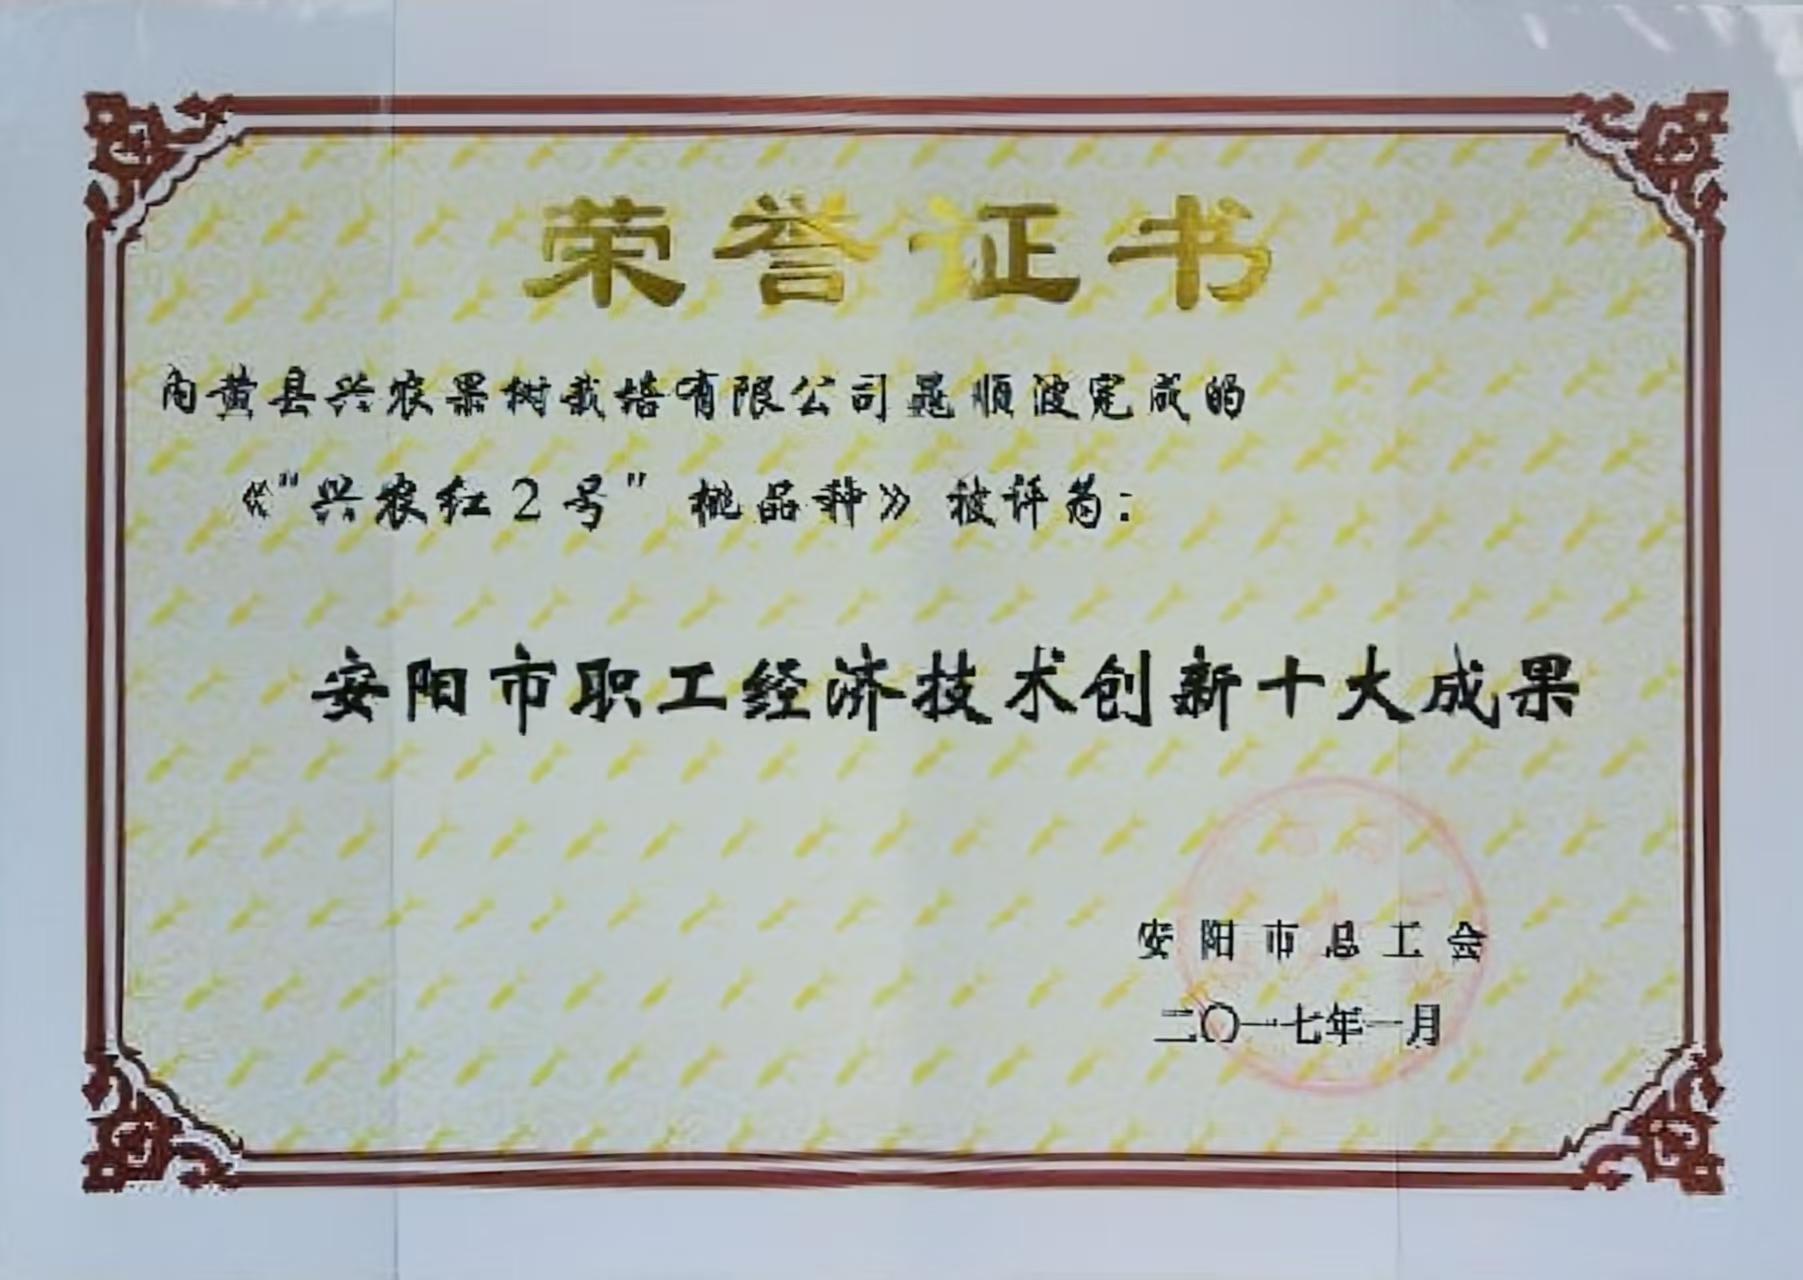 荣誉证书
内黄县兴农果树栽培有限公司晁顺波完成的
《"兴农红2号"桃品种》被评为：
安阳市职工经济技术创新十大成果
安阳市总工会
二〇一七年一月